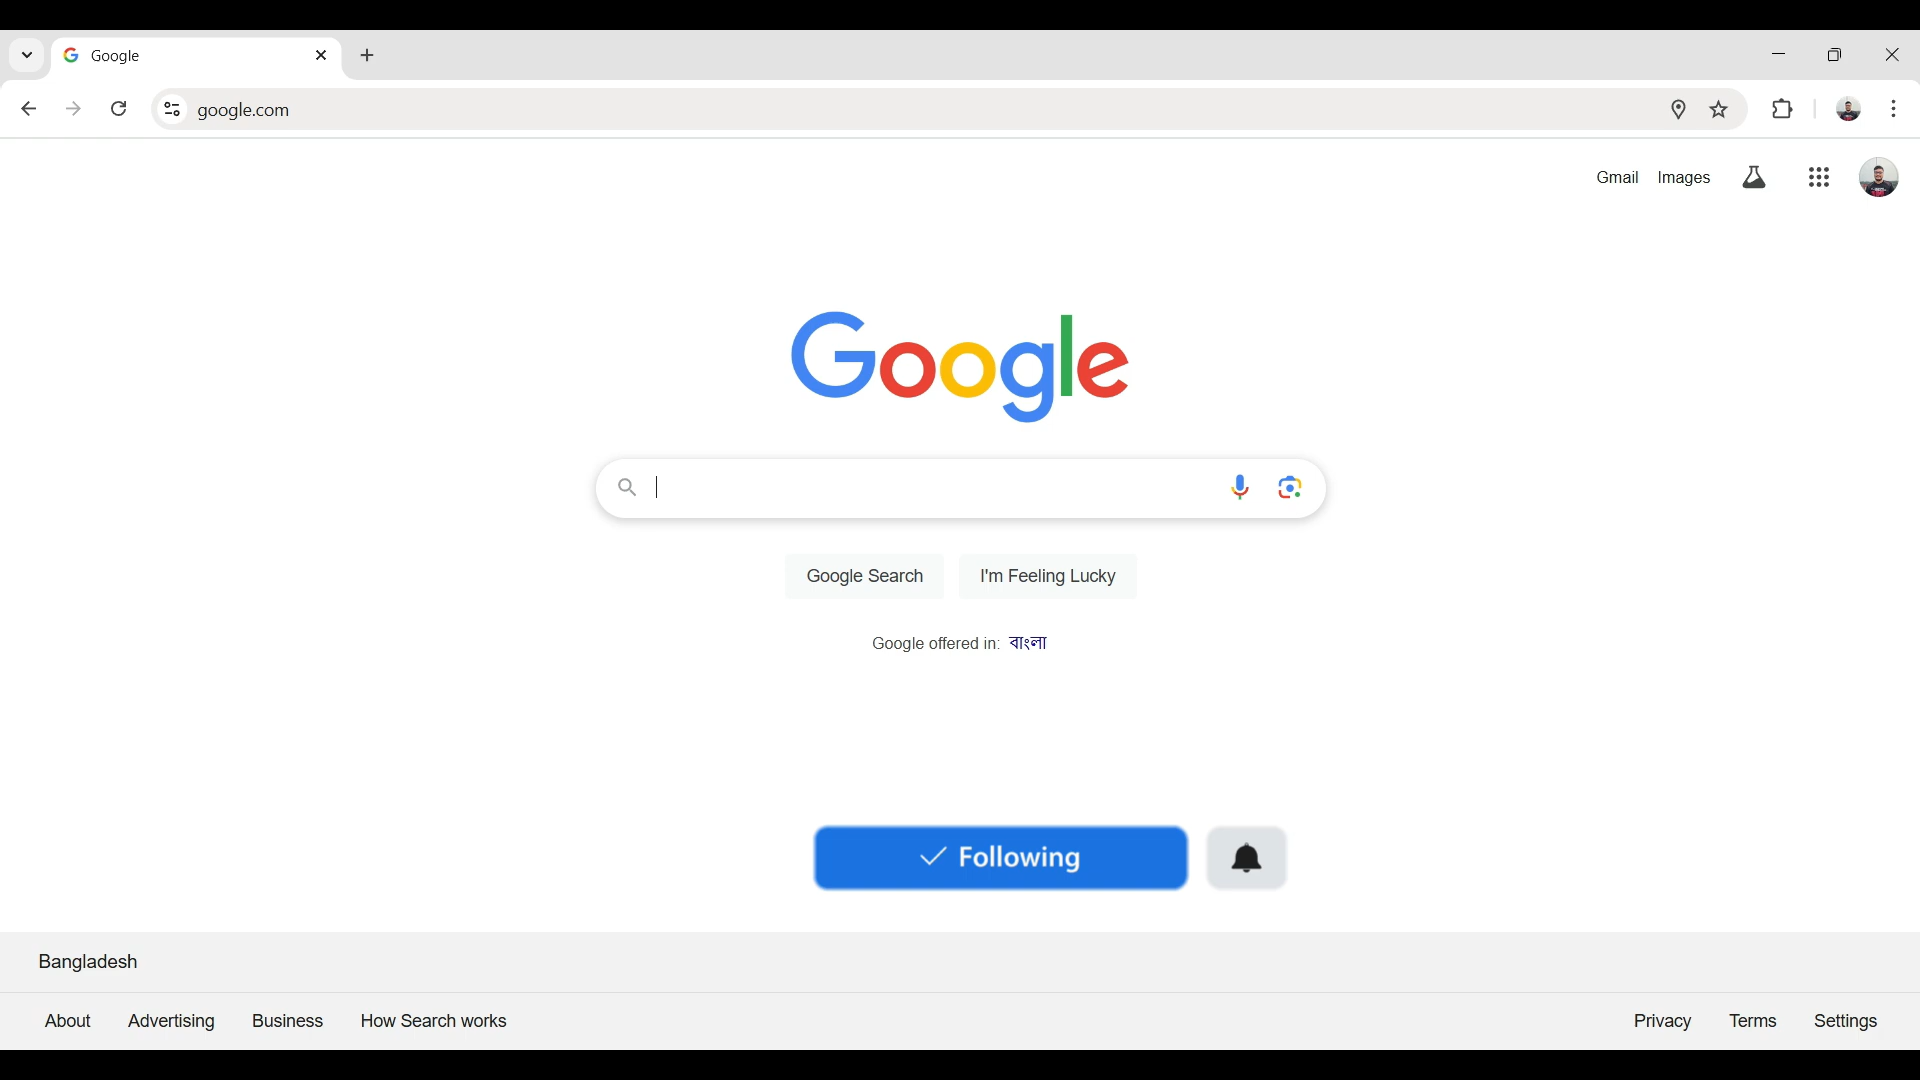 Google
google.com
Gmail Images
Google
Google Search I'm Feeling Lucky
Google offered in: বাংলা
Following
Bangladesh
About Advertising Business How Search works Privacy Terms Settings